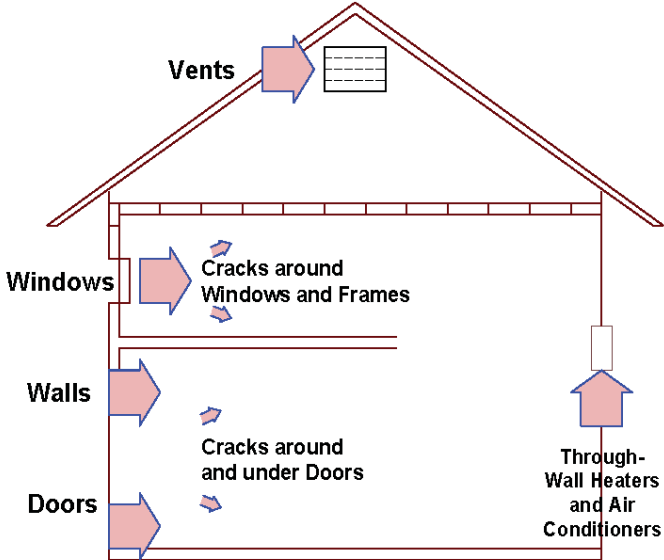 Vents
Cracks around
Windows and Frames
Windows
Walls
Cracks around
and under Doors
Doors
Through-
Wall Heaters
and Air
Conditioners